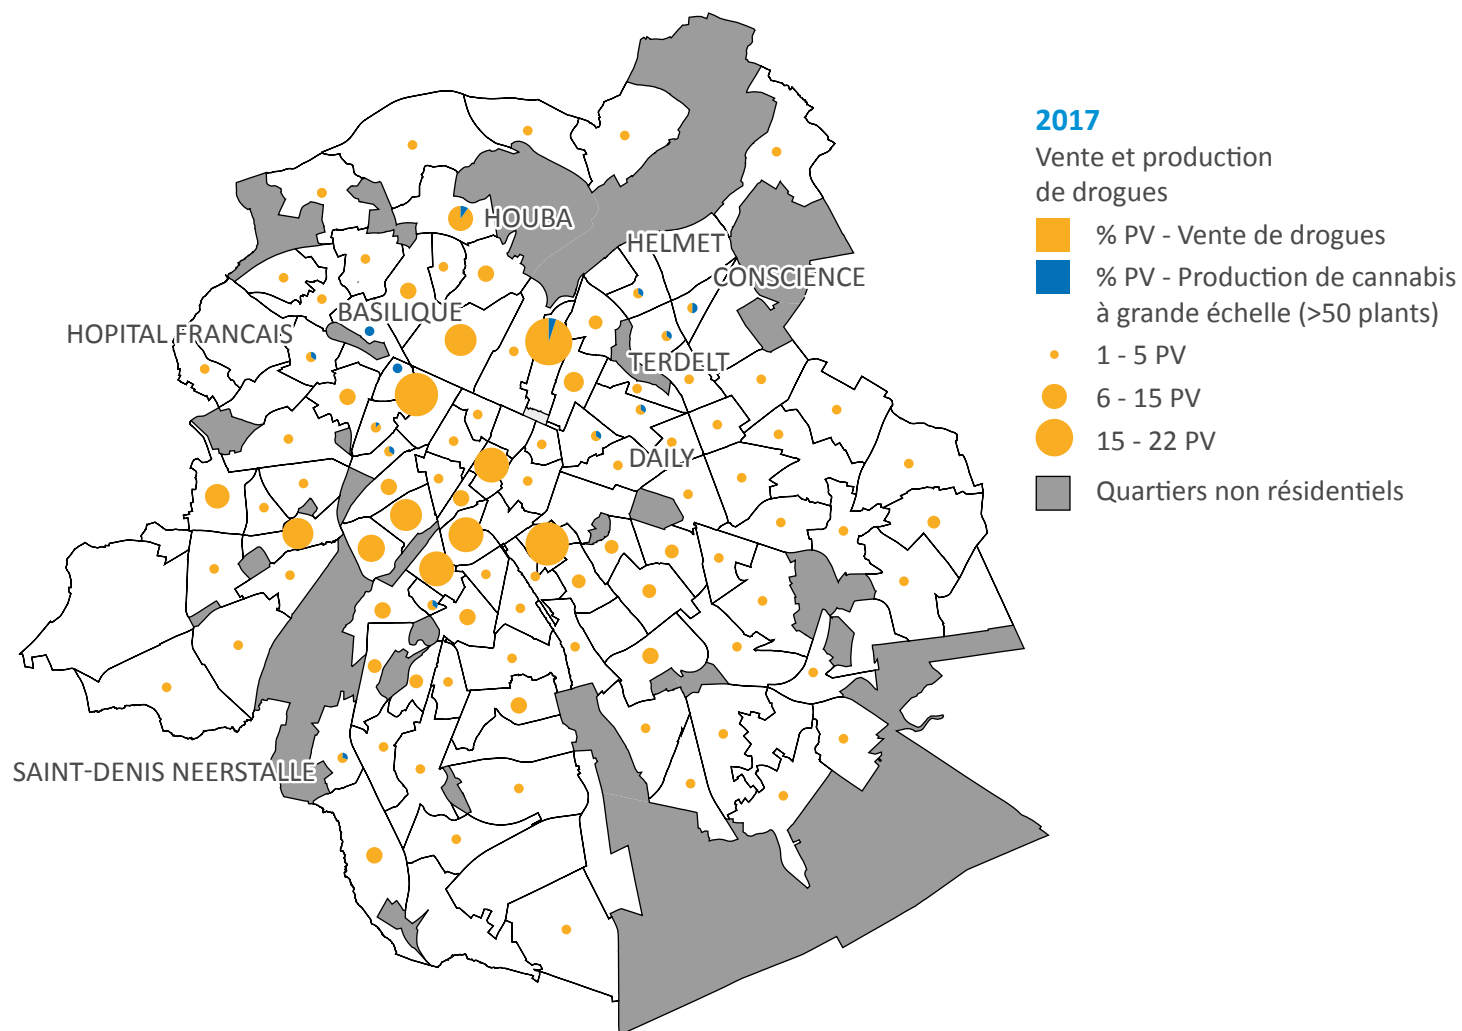 2017
Vente et production
de drogues
% PV - Vente de drogues
% PV - Production de cannabis
à grande échelle (>50 plants)
1 - 5 PV
6 - 15 PV
15 - 22 PV
Quartiers non résidentiels
HOUBA
HELMET
CONSCIENCE
BASILIQUE
HOPITAL FRANCAIS
TERDELT
DAILY
SAINT-DENIS NEERSTALLE